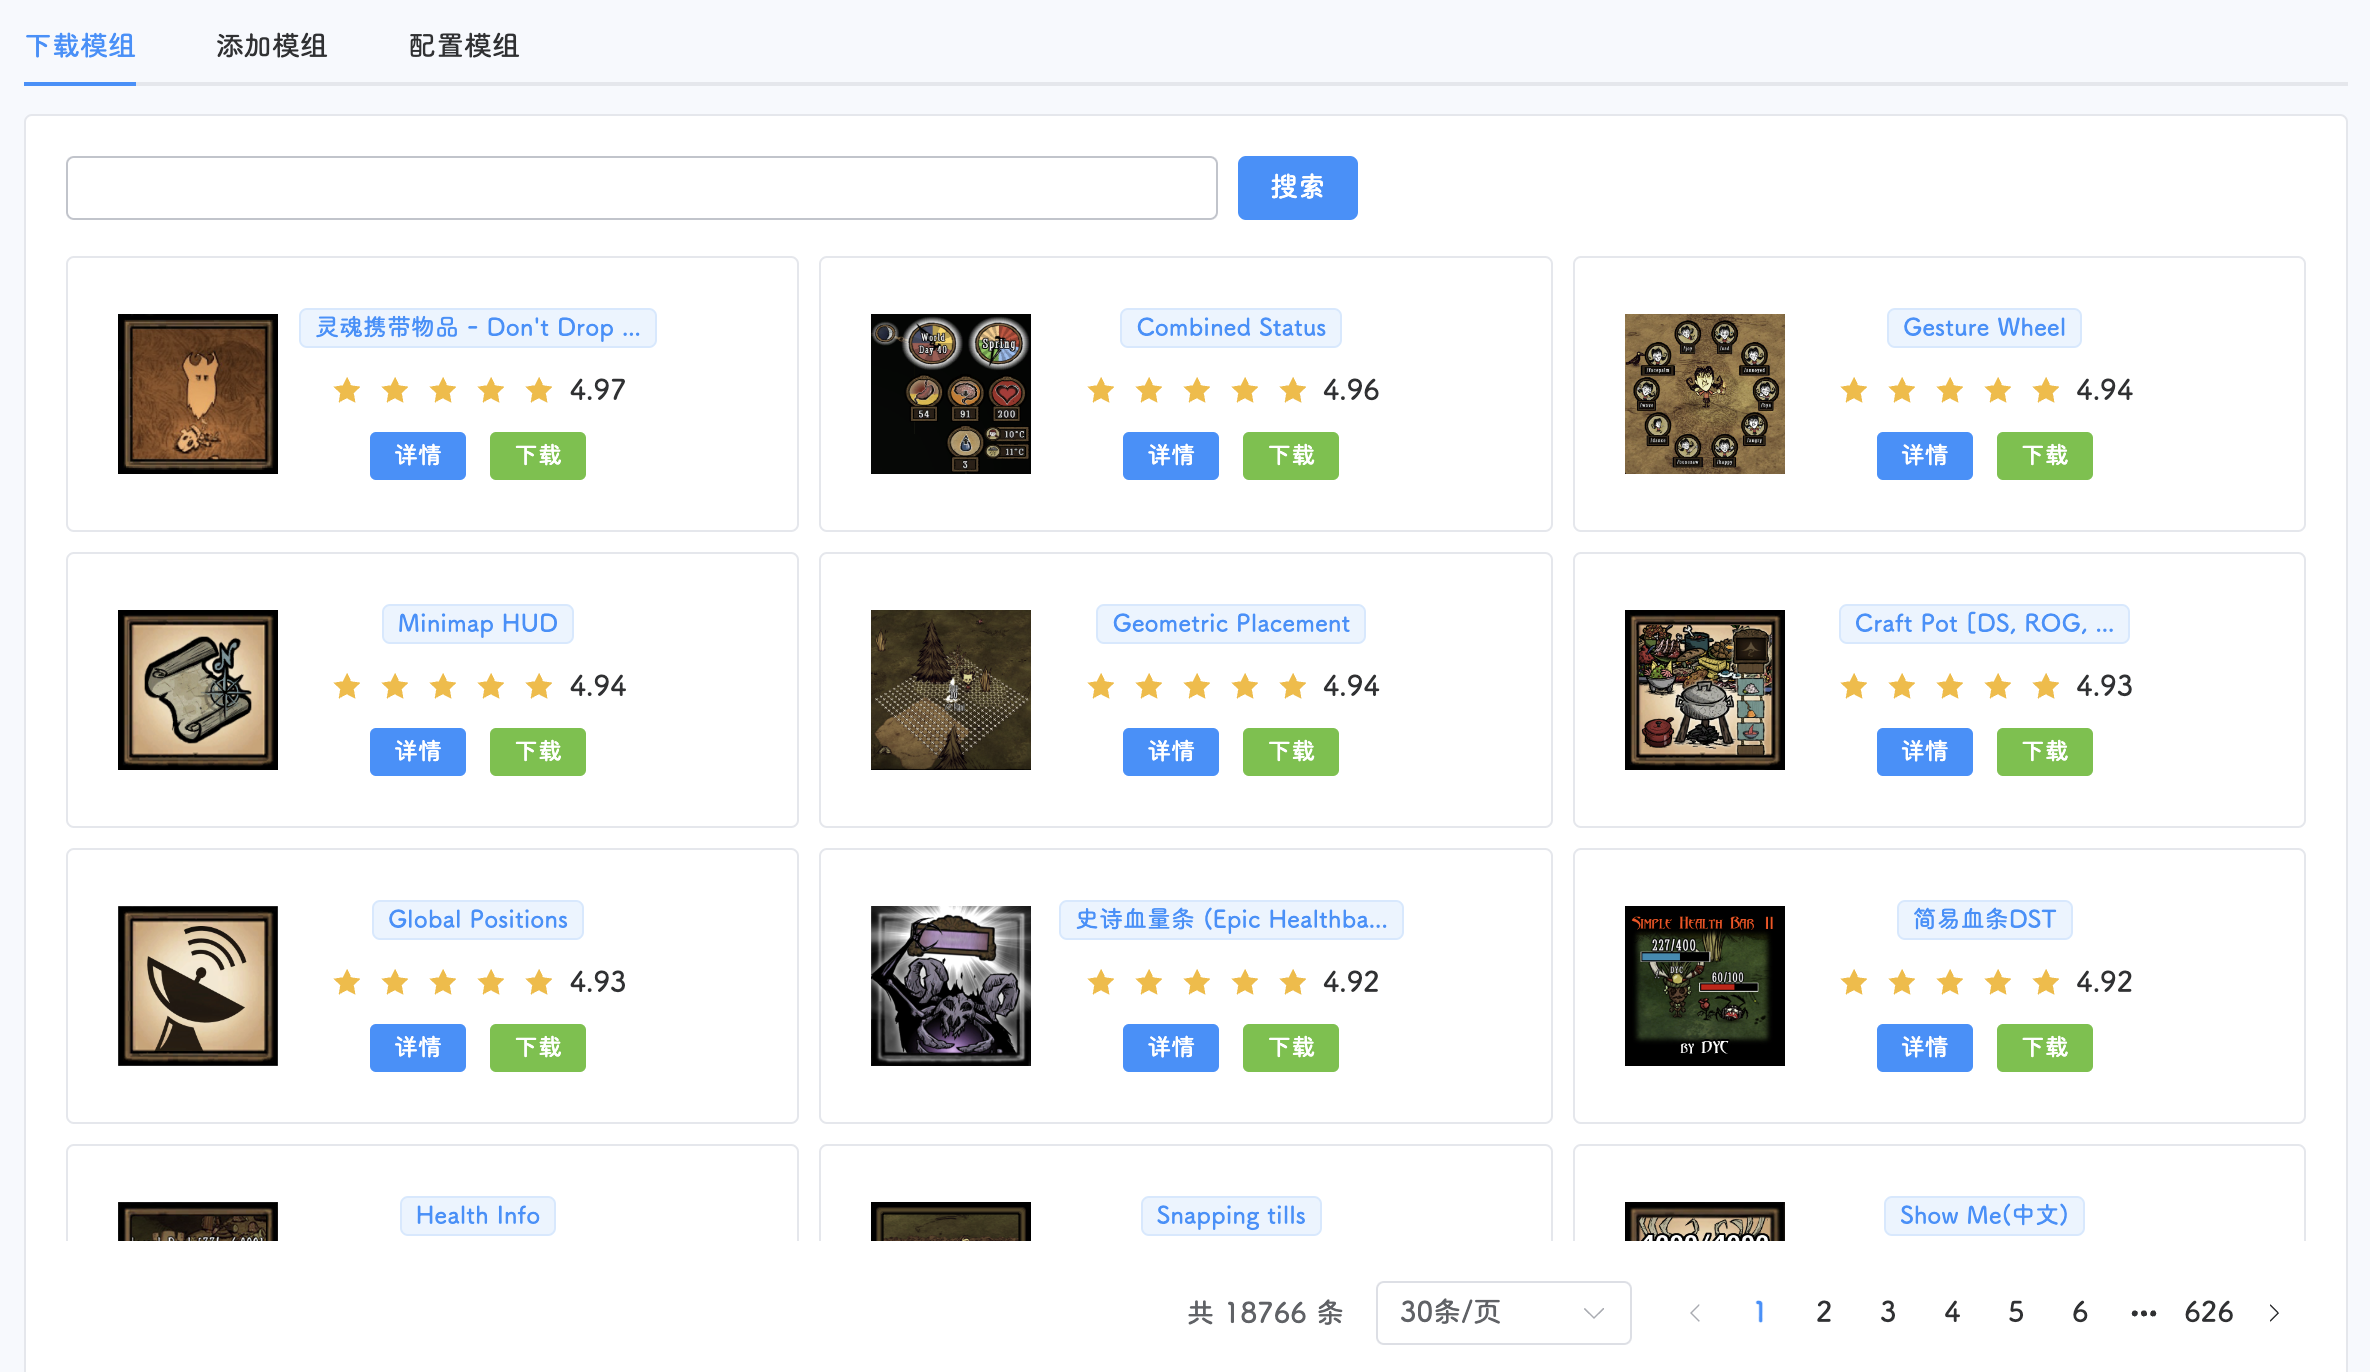 下载模组 添加模组 配置模组
搜索
灵魂携带物品 - Don't Drop ...
4.97
详情 下载
World Day 40
Spring
54 91 200
10°C
11°C
3
Combined Status
4.96
详情 下载
Gesture Wheel
4.94
详情 下载
N
Minimap HUD
4.94
详情 下载
Geometric Placement
4.94
详情 下载
Craft Pot [DS, ROG, ...
4.93
详情 下载
Global Positions
4.93
详情 下载
史诗血量条 (Epic Healthba...
4.92
详情 下载
SIMPLE HEALTH BAR II
227/400
DYC
60/100
BY DYC
简易血条DST
4.92
详情 下载
Health Info
Snapping tills
Show Me(中文)
共 18766 条 30条/页 1 2 3 4 5 6 ... 626